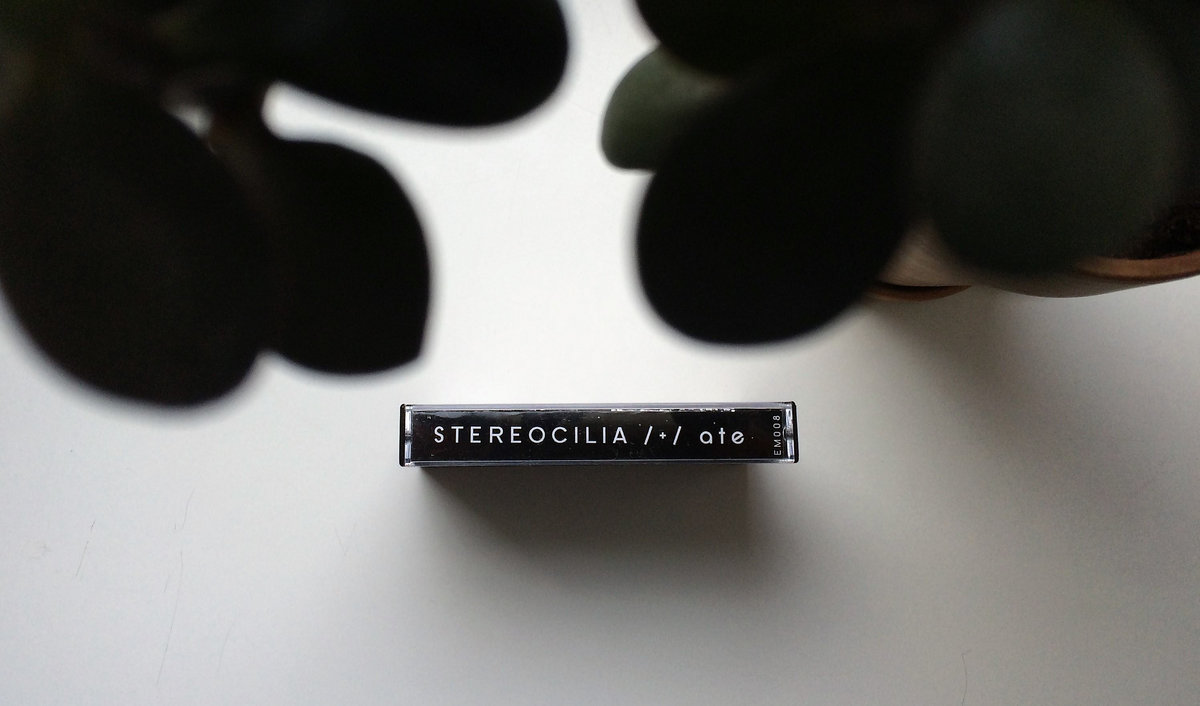 STEREOCILIA /+/ ate
EM008